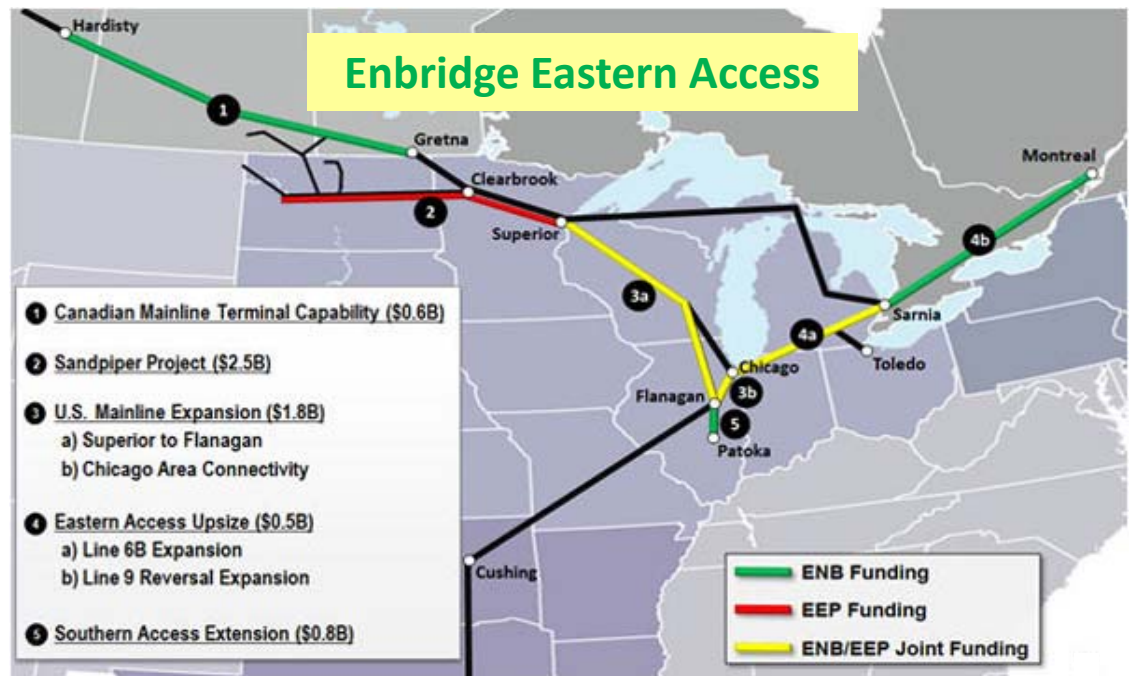 Enbridge Eastern Access
Hardisty
1
Gretna
Clearbrook
2
Superior
Montreal
4b
3a
Sarnia
4a
Toledo
Chicago
3b
Flanagan
5
Patoka
Cushing
1 Canadian Mainline Terminal Capability ($0.6B)
2 Sandpiper Project ($2.5B)
3 U.S. Mainline Expansion ($1.8B)
a) Superior to Flanagan
b) Chicago Area Connectivity
4 Eastern Access Upsize ($0.5B)
a) Line 6B Expansion
b) Line 9 Reversal Expansion
5 Southern Access Extension ($0.8B)
ENB Funding
EEP Funding
ENB/EEP Joint Funding